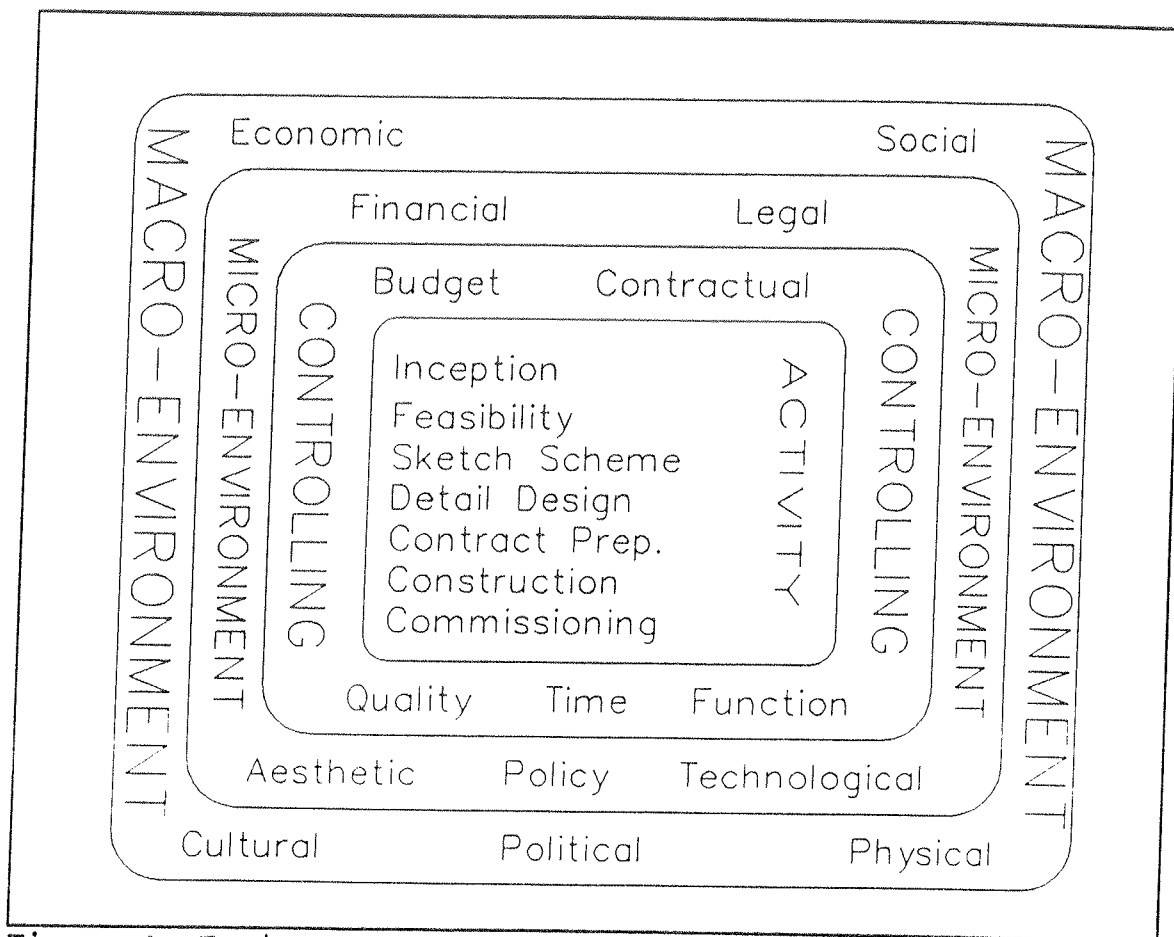 Economic Social
Financial Legal
Budget Contractual
MACRO-ENVIRONMENT
MICRO-ENVIRONMENT
CONTROLLING
Inception
Feasibility
Sketch Scheme
Detail Design
Contract Prep.
Construction
Commissioning
ACTIVITY
CONTROLLING
MICRO-ENVIRONMENT
MACRO-ENVIRONMENT
Quality Time Function
Aesthetic Policy Technological
Cultural Political Physical